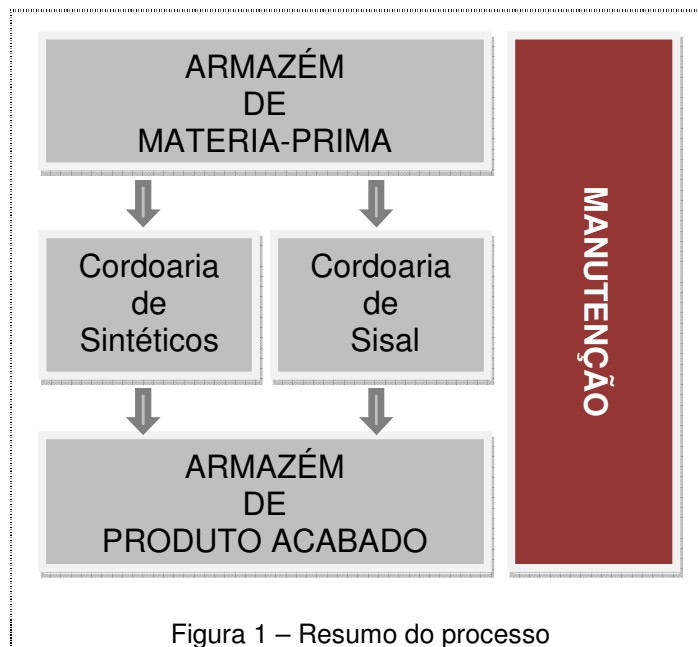 ARMAZÉM
DE
MATERIA-PRIMA
Cordoaria
de
Sintéticos
Cordoaria
de
Sisal
ARMAZÉM
DE
PRODUTO ACABADO
MANUTENÇÃO
Figura 1 – Resumo do processo